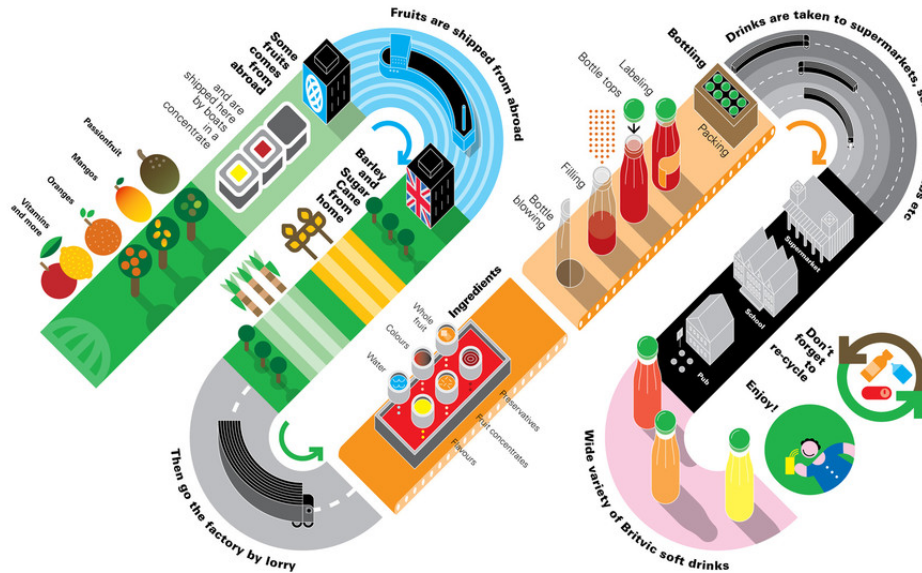 Passionfruit
Mangos
Oranges
Vitamins
and more
and are
shipped here
by boats
in a
concentrate
Some
fruits
comes
from
abroad
Fruits are shipped from abroad
Barley
and
Sugar
Cane
from
home
Then go the factory by lorry
Ingredients
Whole
fruit
Colours
Water
Preservatives
Fruit concentrates
Flavours
Bottle
blowing
Filling
Bottle tops
Labeling
Bottling
Packing
Drinks are taken to supermarkets,
etc
Supermarket
School
Pub
Wide variety of Britvic soft drinks
Enjoy!
Don't
forget
to
re-cycle